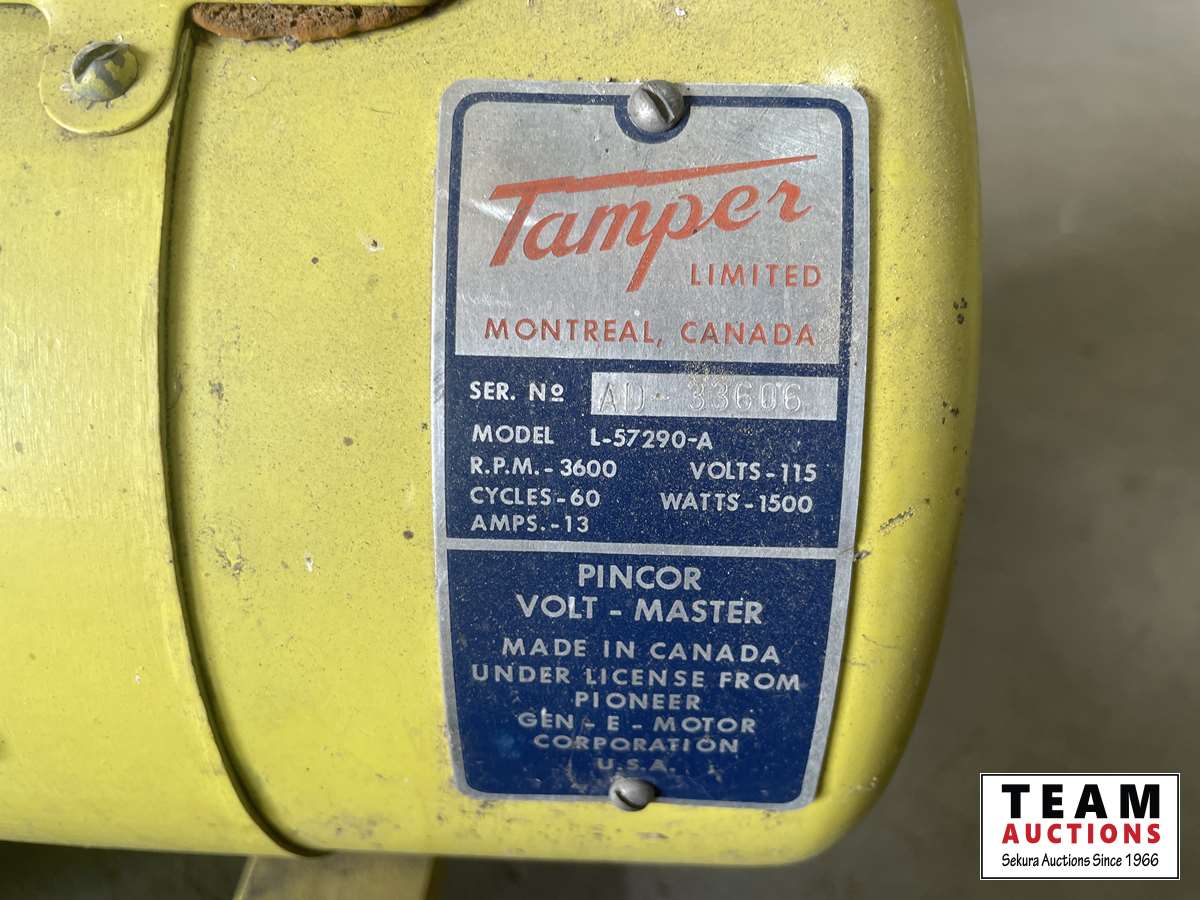 Tamper
LIMITED
MONTREAL, CANADA
SER. Nº AD-33606
MODEL L-57290-A
R.P.M.-3600 VOLTS-115
CYCLES-60 WATTS-1500
AMPS.-13
PINCOR
VOLT - MASTER
MADE IN CANADA
UNDER LICENSE FROM
PIONEER
GEN - E - MOTOR
CORPORATION
U.S.A.
TEAM
AUCTIONS
Sekura Auctions Since 1966